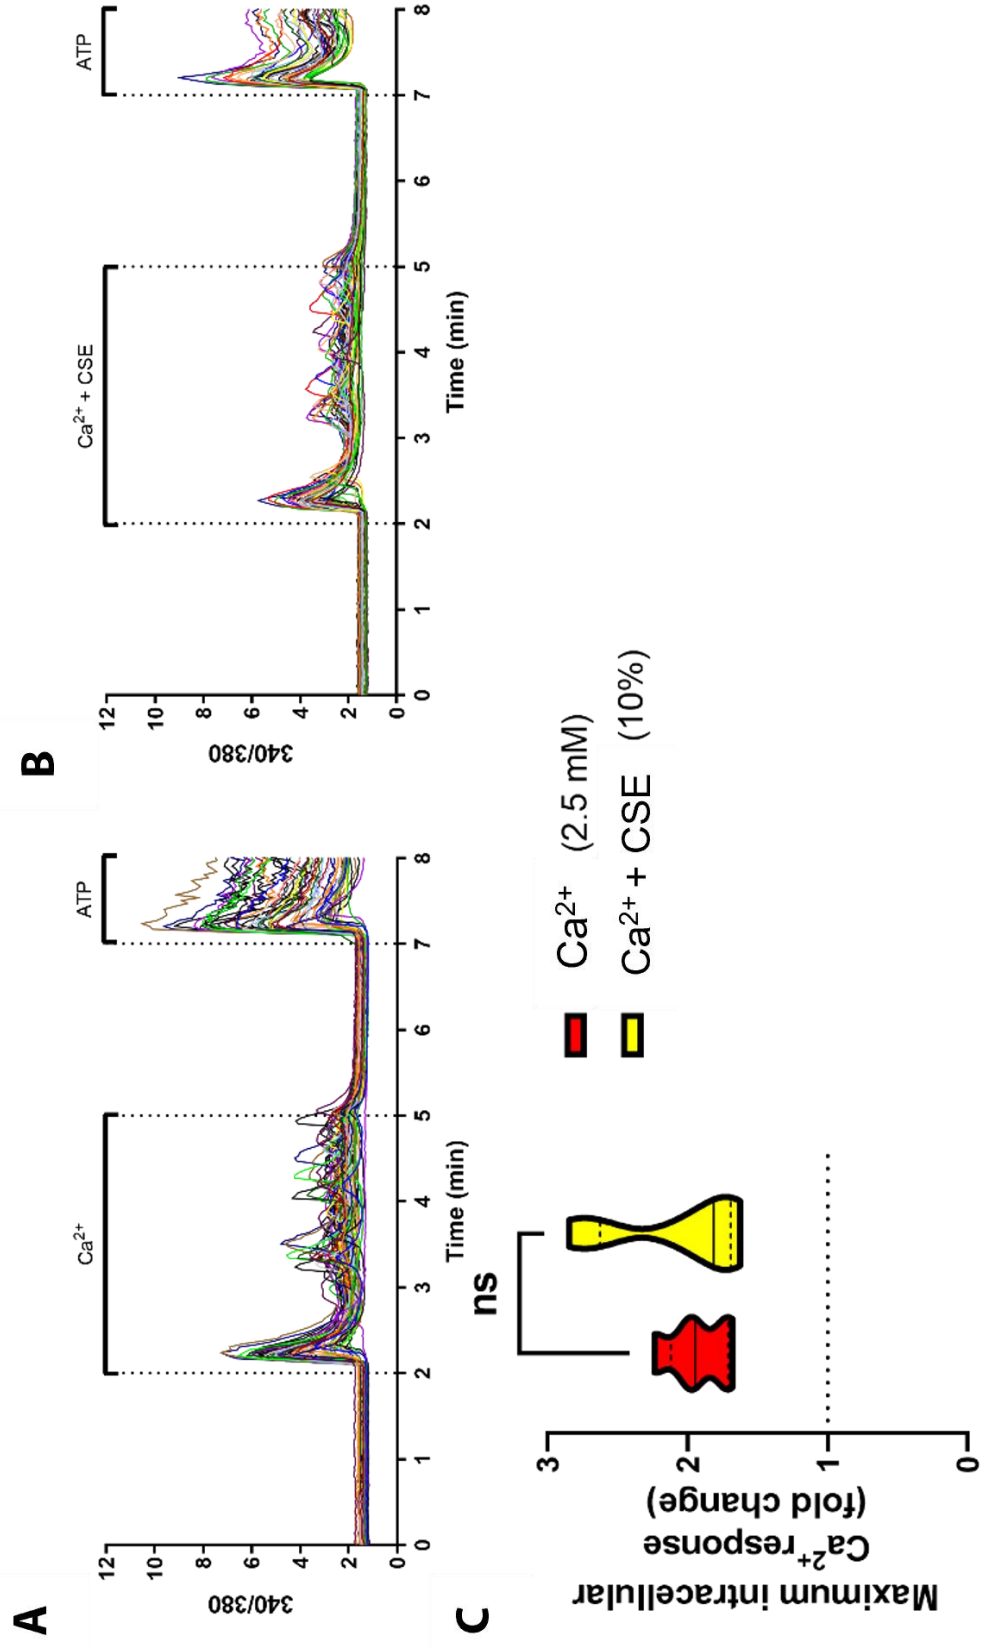 A
Ca²⁺
ATP
12
10
8
6
4
2
0
340/380
0 1 2 3 4 5 6 7 8
Time (min)
B
Ca²⁺ + CSE
ATP
12
10
8
6
4
2
0
340/380
0 1 2 3 4 5 6 7 8
Time (min)
C
ns
3
2
1
0
Maximum intracellular
Ca²⁺ response
(fold change)
Ca²⁺ (2.5 mM)
Ca²⁺ + CSE (10%)